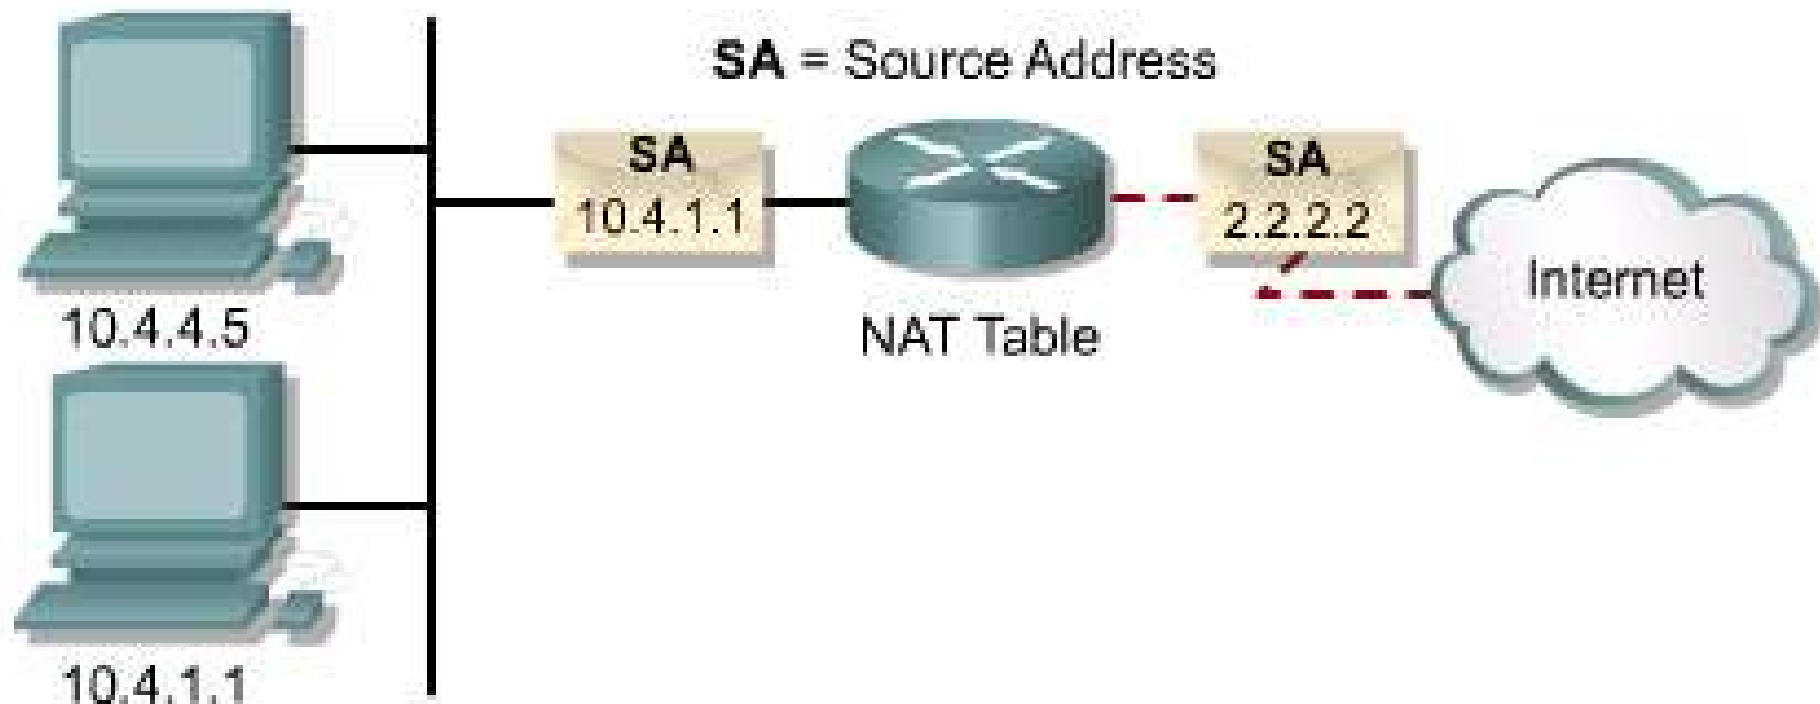 SA = Source Address
SA
10.4.1.1
SA
2.2.2.2
Internet
10.4.4.5
NAT Table
10.4.1.1